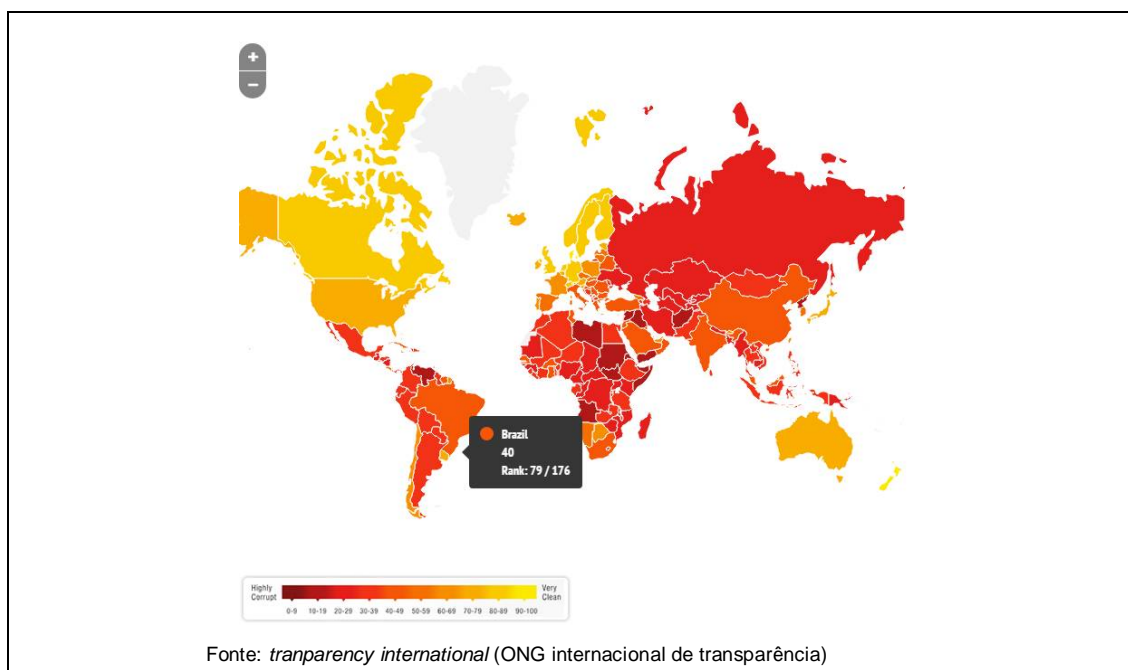 +
−
Brazil
40
Rank: 79 / 176
Highly Corrupt
0-9 10-19 20-29 30-39 40-49 50-59 60-69 70-79 80-89 90-100
Very Clean
Fonte: tranparency international (ONG internacional de transparência)